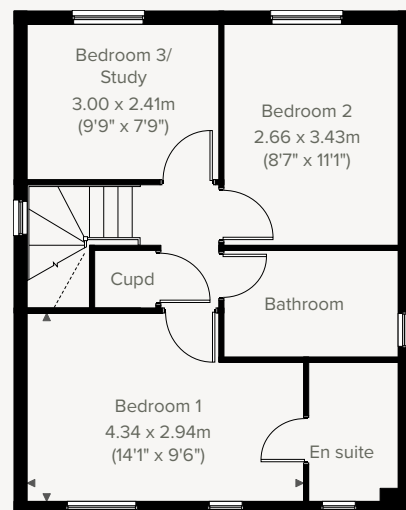 Bedroom 3/
Study
3.00 x 2.41m
(9'9" x 7'9")
Bedroom 2
2.66 x 3.43m
(8'7" x 11'1")
Cupd
Bathroom
Bedroom 1
4.34 x 2.94m
(14'1" x 9'6")
En suite